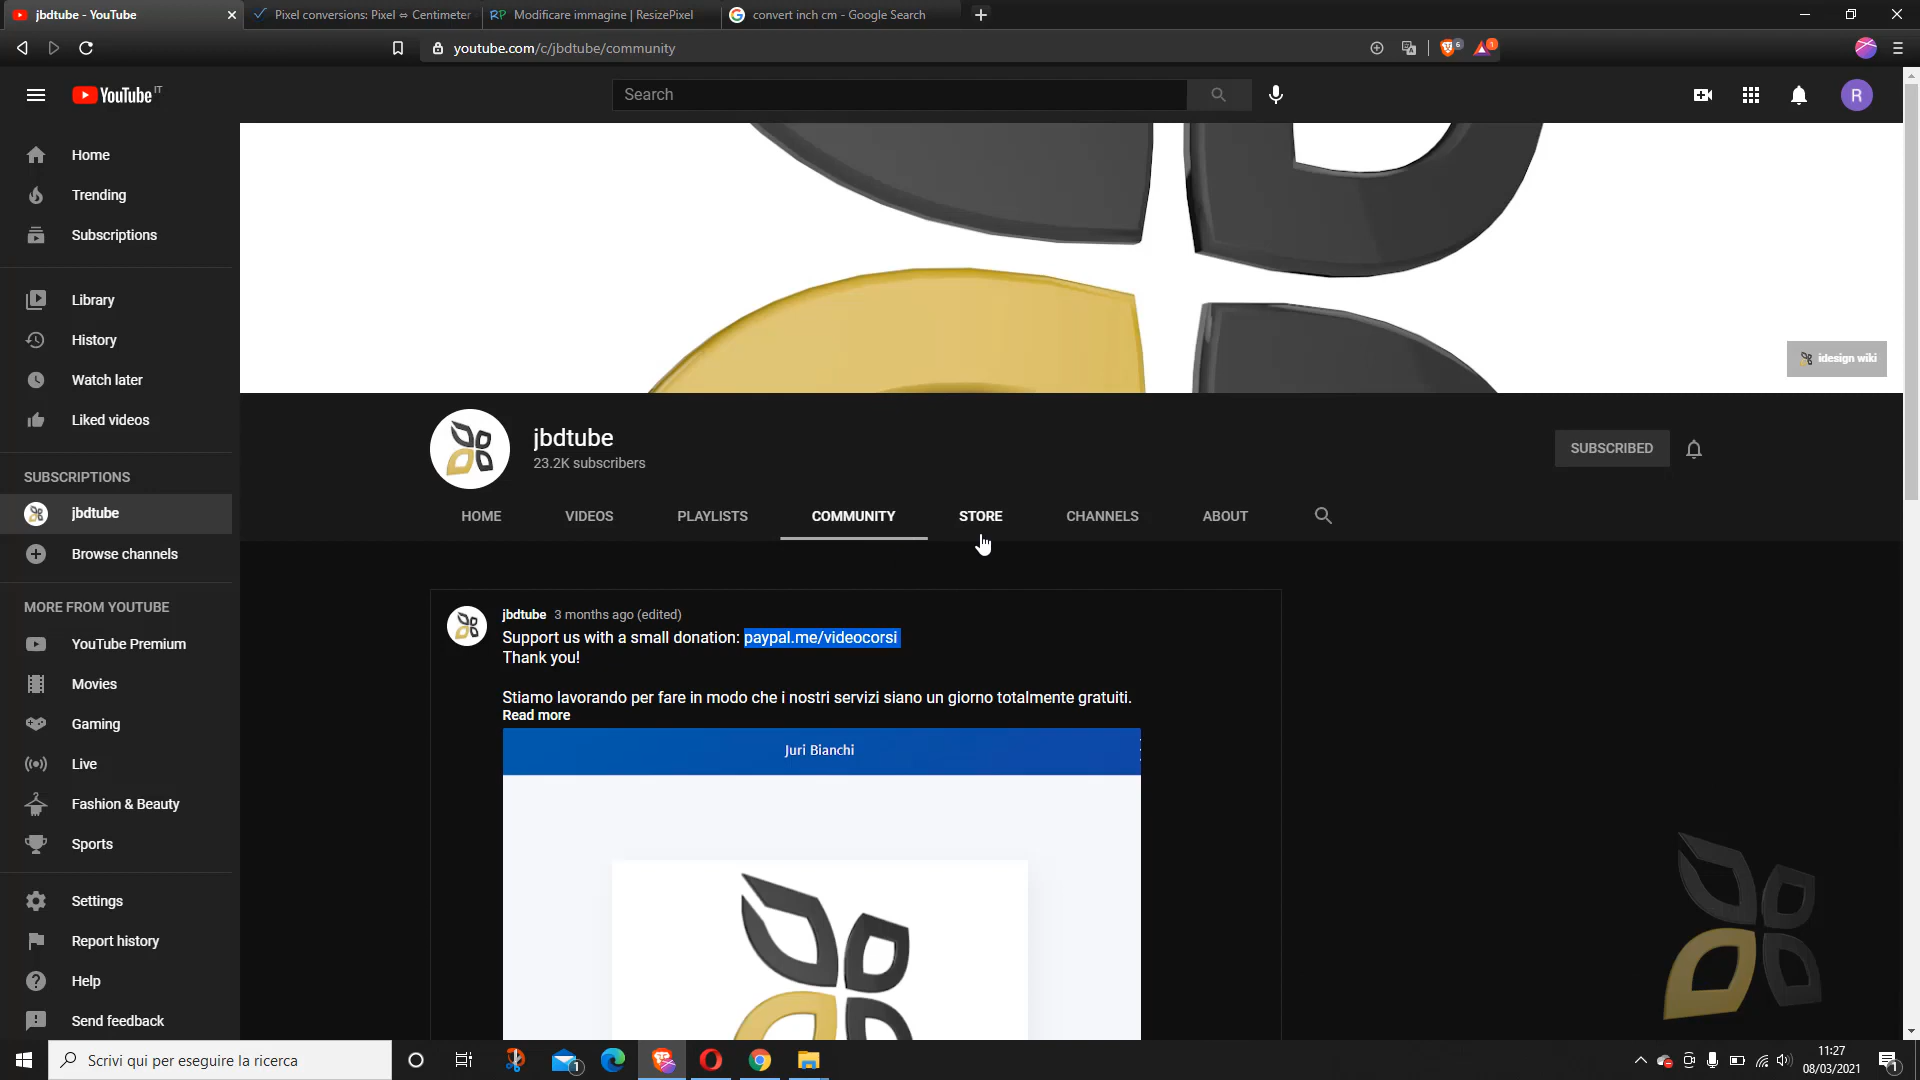 jbdtube - YouTube
Pixel conversions: Pixel ⇔ Centimeter
RP Modificare immagine | ResizePixel
convert inch cm - Google Search
youtube.com/c/jbdtube/community
6
1
YouTube IT
Search
R
Home
Trending
Subscriptions
Library
History
Watch later
Liked videos
SUBSCRIPTIONS
jbdtube
Browse channels
MORE FROM YOUTUBE
YouTube Premium
Movies
Gaming
Live
Fashion & Beauty
Sports
Settings
Report history
Help
Send feedback
idesign wiki
jbdtube
23.2K subscribers
SUBSCRIBED
HOME
VIDEOS
PLAYLISTS
COMMUNITY
STORE
CHANNELS
ABOUT
jbdtube 3 months ago (edited)
Support us with a small donation: paypal.me/videocorsi
Thank you!
Stiamo lavorando per fare in modo che i nostri servizi siano un giorno totalmente gratuiti.
Read more
Juri Bianchi
Scrivi qui per eseguire la ricerca
1
11:27
08/03/2021
1